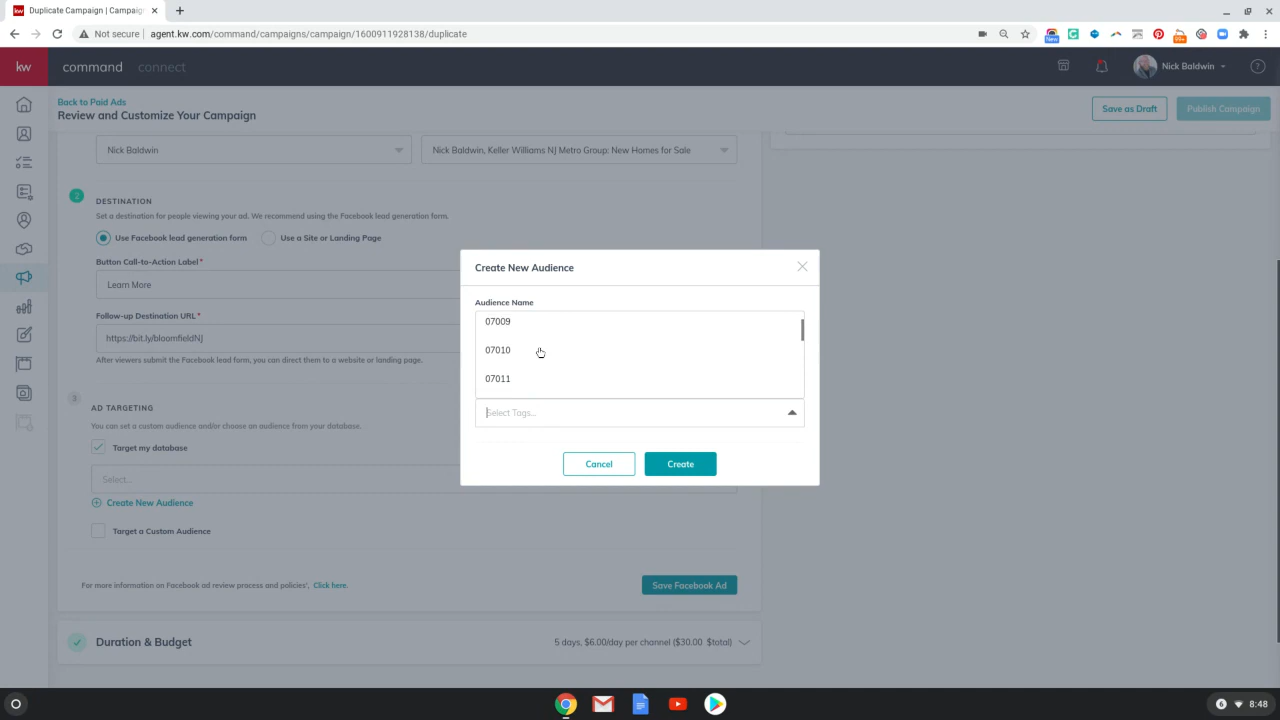 kw Duplicate Campaign | Campaig
Not secure | agent.kw.com/command/campaigns/campaign/1600911928138/duplicate
New
99+
kw command connect
Nick Baldwin
?
Back to Paid Ads
Review and Customize Your Campaign
Save as Draft
Publish Campaign
Nick Baldwin
Nick Baldwin, Keller Williams NJ Metro Group: New Homes for Sale
2 DESTINATION
Set a destination for people viewing your ad. We recommend using the Facebook lead generation form.
Use Facebook lead generation form
Use a Site or Landing Page
Button Call-to-Action Label*
Learn More
Follow-up Destination URL*
https://bit.ly/bloomfieldNJ
After viewers submit the Facebook lead form, you can direct them to a website or landing page.
3 AD TARGETING
You can set a custom audience and/or choose an audience from your database.
Target my database
Select...
Create New Audience
Target a Custom Audience
For more information on Facebook ad review process and policies', Click here.
Save Facebook Ad
Duration & Budget
5 days, $6.00/day per channel ($30.00 $total)
Create New Audience
Audience Name
07009
07010
07011
Select Tags...
Cancel
Create
6 8:48